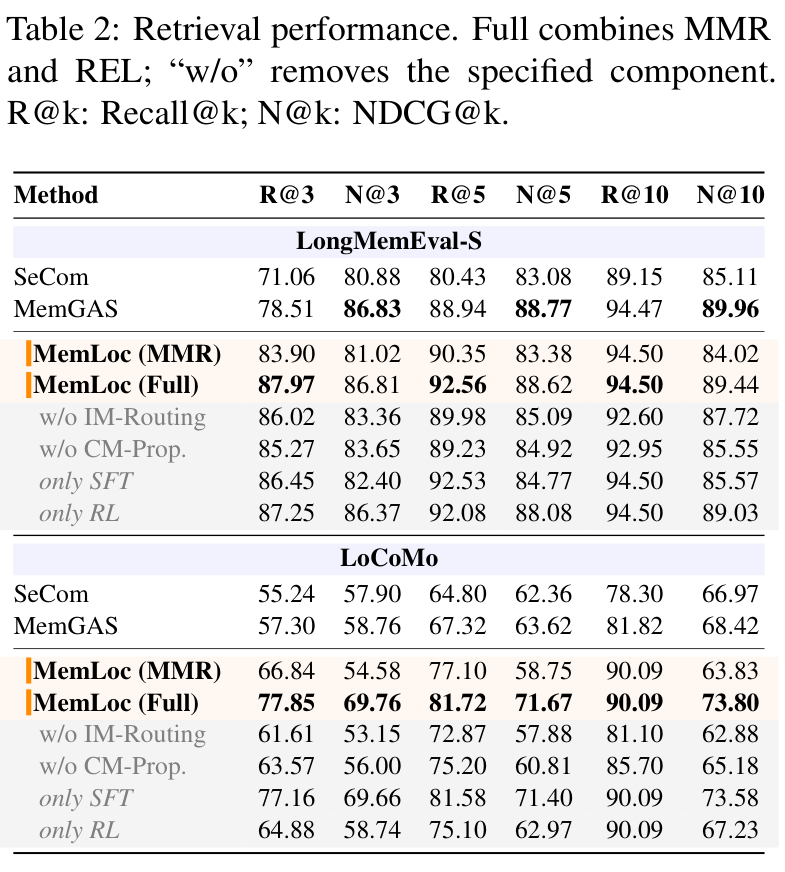 Table 2: Retrieval performance. Full combines MMR
and REL; “w/o” removes the specified component.
R@k: Recall@k; N@k: NDCG@k.
Method R@3 N@3 R@5 N@5 R@10 N@10
LongMemEval-S
SeCom 71.06 80.88 80.43 83.08 89.15 85.11
MemGAS 78.51 86.83 88.94 88.77 94.47 89.96
MemLoc (MMR) 83.90 81.02 90.35 83.38 94.50 84.02
MemLoc (Full) 87.97 86.81 92.56 88.62 94.50 89.44
w/o IM-Routing 86.02 83.36 89.98 85.09 92.60 87.72
w/o CM-Prop. 85.27 83.65 89.23 84.92 92.95 85.55
only SFT 86.45 82.40 92.53 84.77 94.50 85.57
only RL 87.25 86.37 92.08 88.08 94.50 89.03
LoCoMo
SeCom 55.24 57.90 64.80 62.36 78.30 66.97
MemGAS 57.30 58.76 67.32 63.62 81.82 68.42
MemLoc (MMR) 66.84 54.58 77.10 58.75 90.09 63.83
MemLoc (Full) 77.85 69.76 81.72 71.67 90.09 73.80
w/o IM-Routing 61.61 53.15 72.87 57.88 81.10 62.88
w/o CM-Prop. 63.57 56.00 75.20 60.81 85.70 65.18
only SFT 77.16 69.66 81.58 71.40 90.09 73.58
only RL 64.88 58.74 75.10 62.97 90.09 67.23